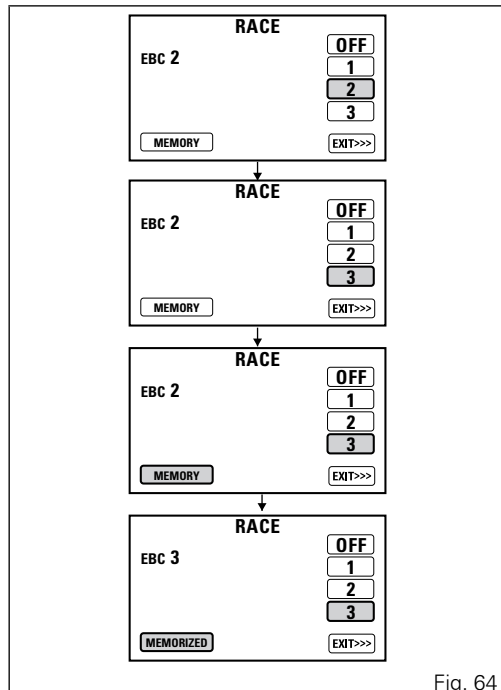 RACE
EBC 2
OFF
1
2
3
MEMORY
EXIT>>>
RACE
EBC 2
OFF
1
2
3
MEMORY
EXIT>>>
RACE
EBC 2
OFF
1
2
3
MEMORY
EXIT>>>
RACE
EBC 3
OFF
1
2
3
MEMORIZED
EXIT>>>
Fig. 64